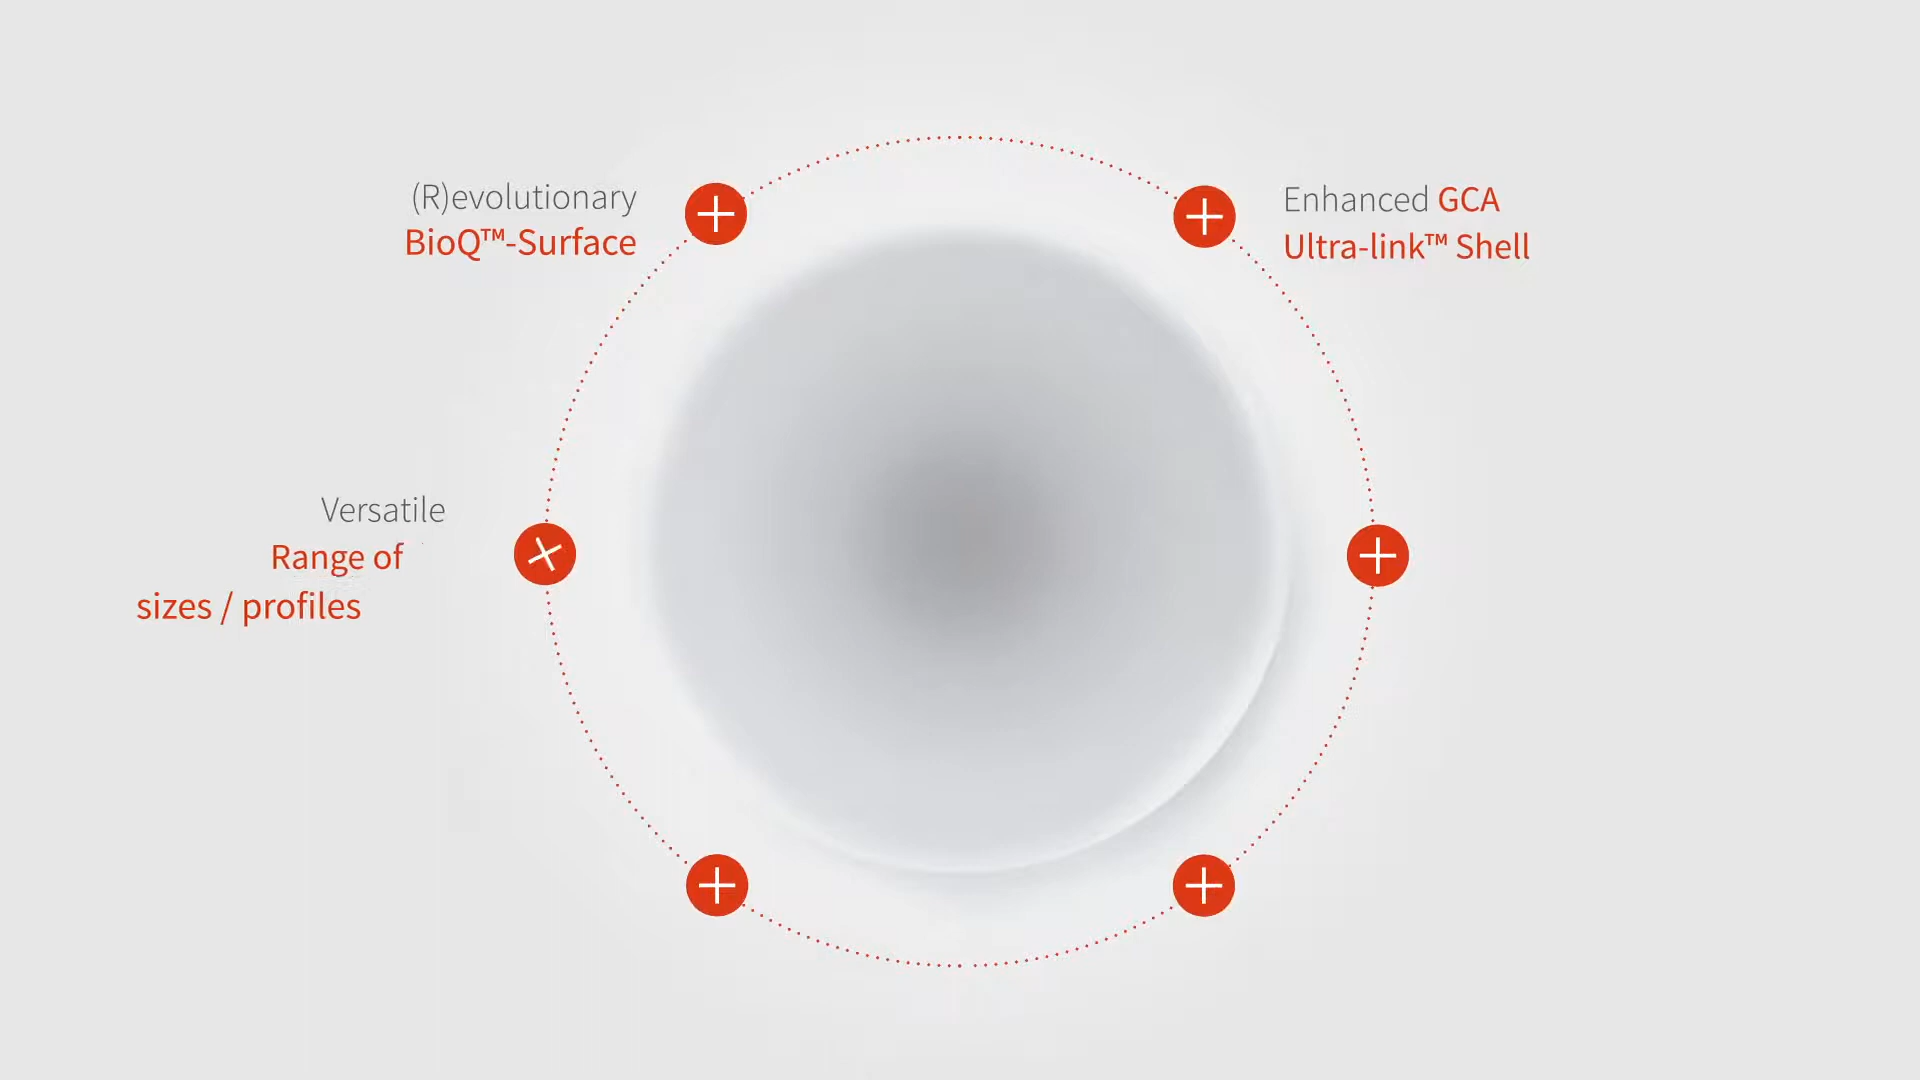 (R)evolutionary
BioQ™-Surface
Enhanced GCA
Ultra-link™ Shell
Versatile
Range of
sizes / profiles